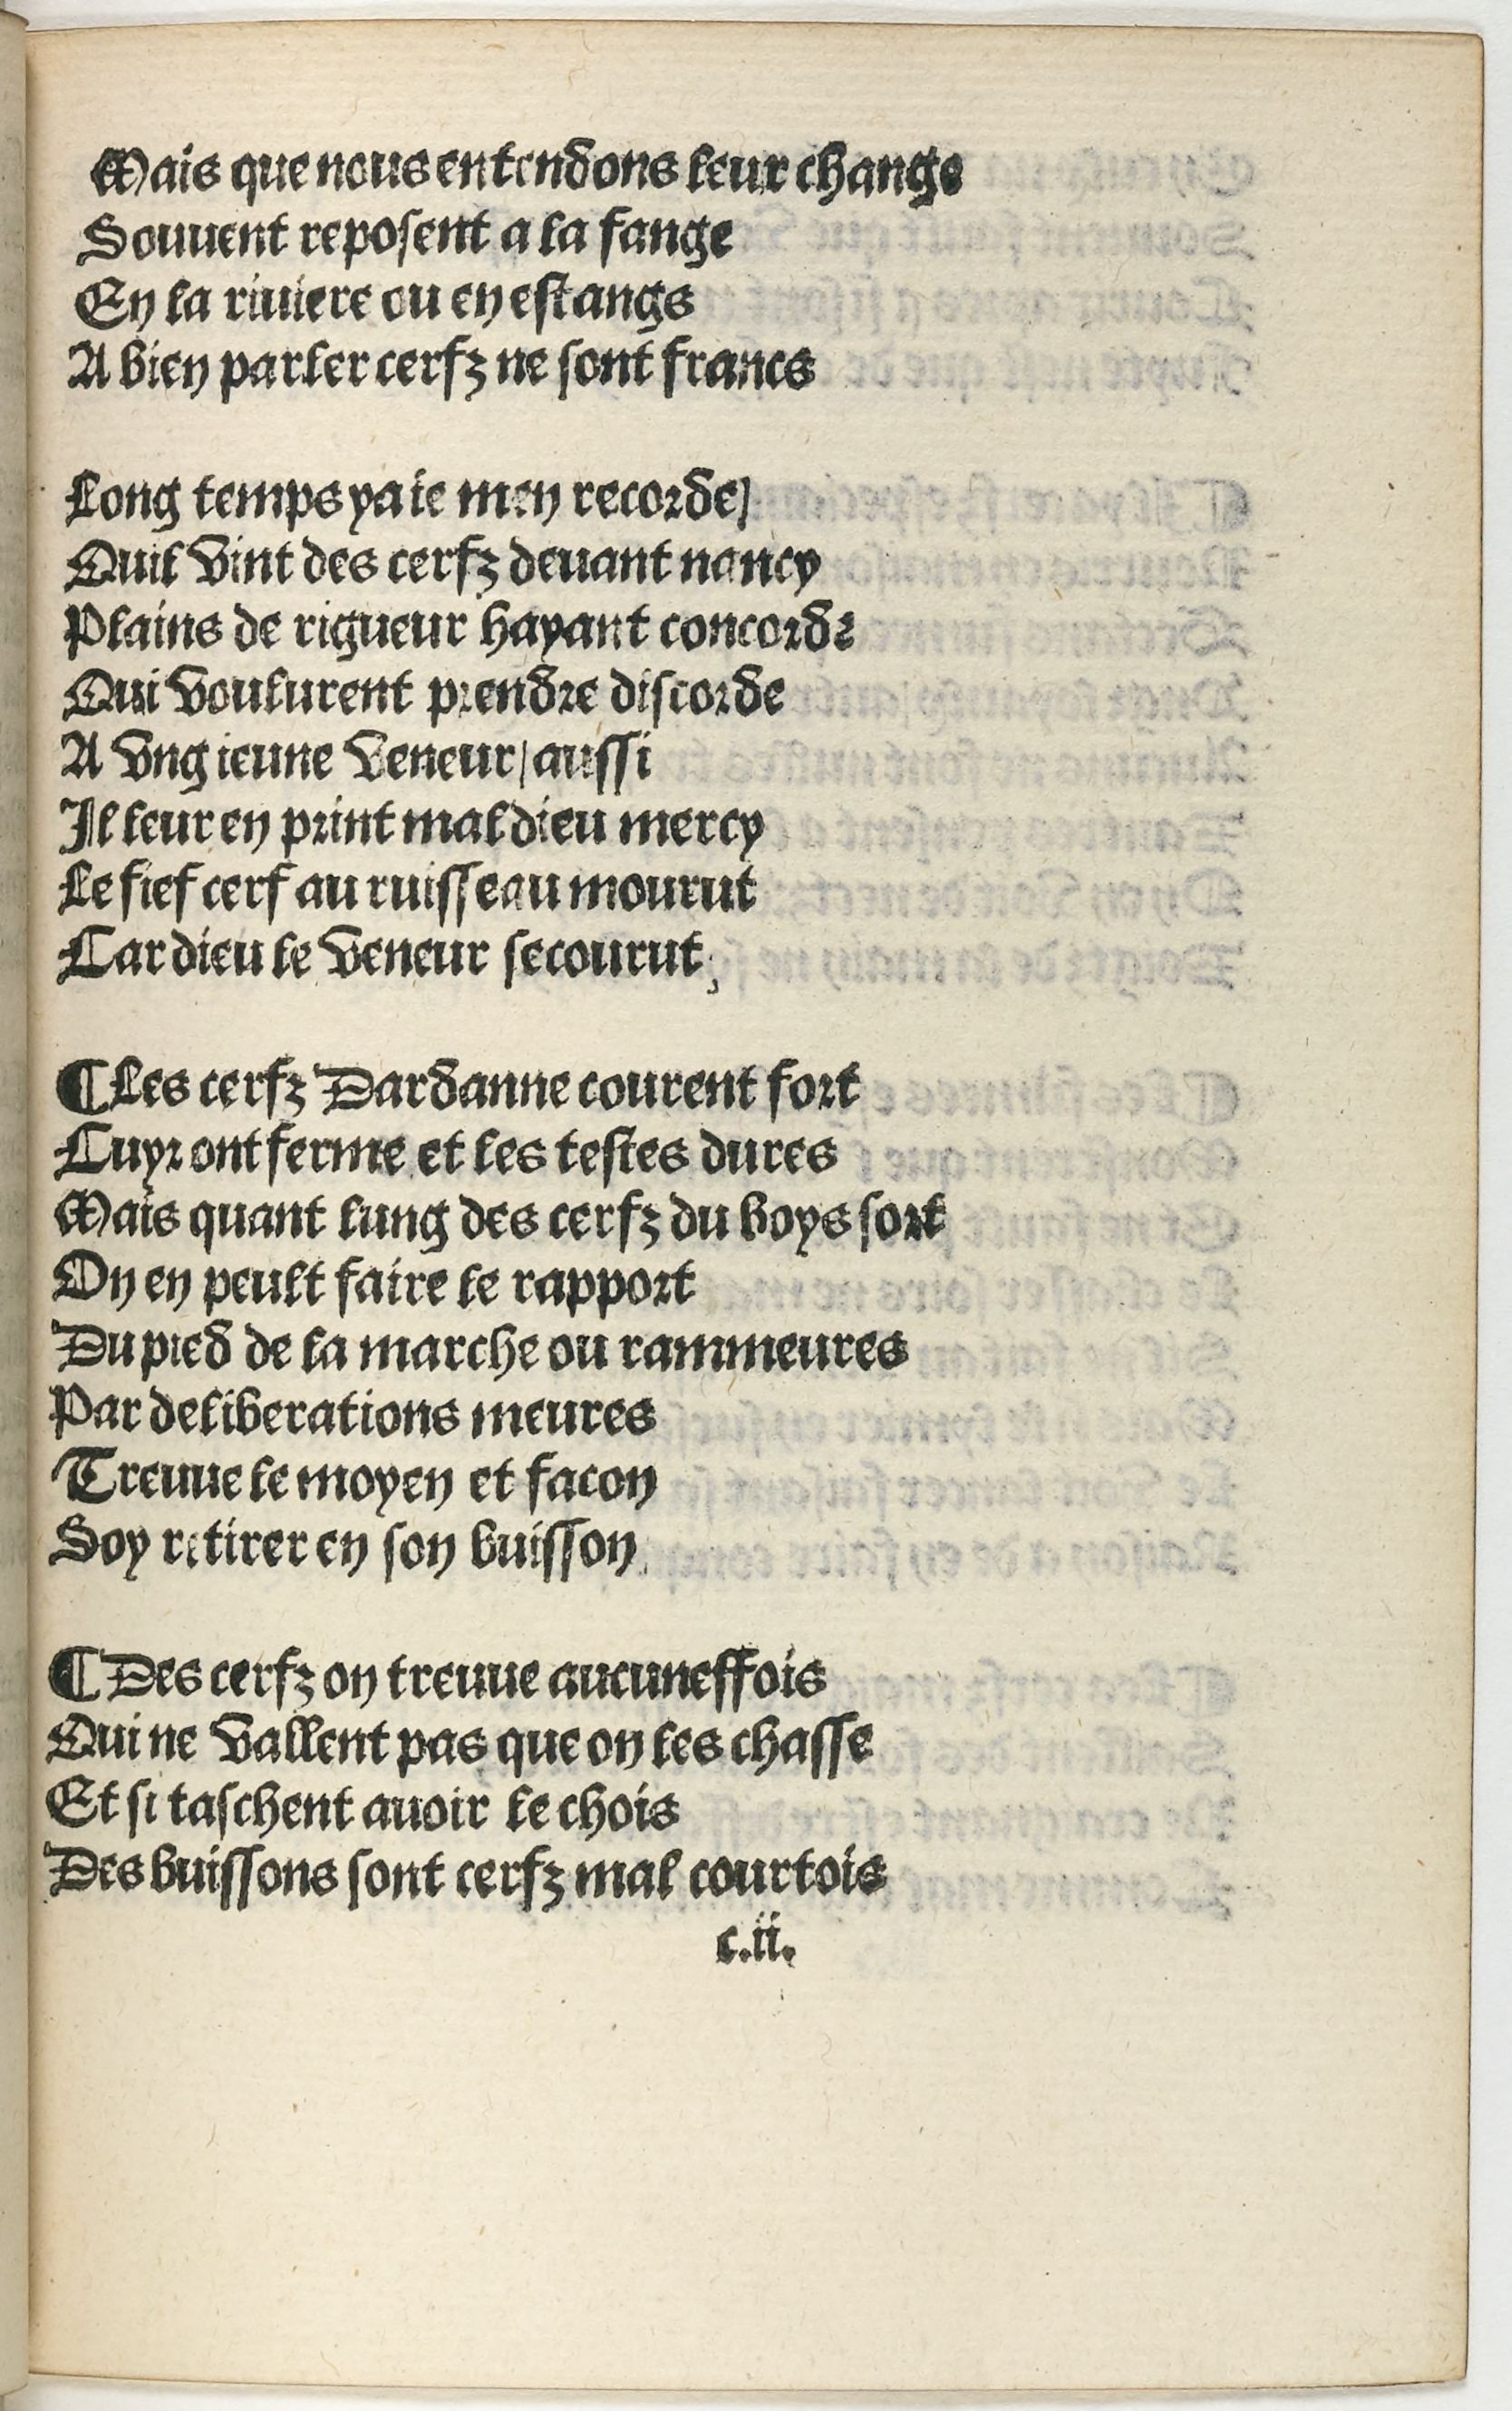 Mais que nous entendons leur change
Souuent reposent a la fange
En la riuiere ou en estangs
A bien parler cerfz ne sont francs
Long temps ya ie men recorde/
Quil vint des cerfz deuant nancy
Plains de rigueur hayant concorde
Qui voulurent prendre discorde
A vng ieune veneur/aussi
Il leur en print mal dieu mercy
Le fief cerf au ruisseau mourut
Car dieu le veneur secourut
¶ Les cerfz Dardanne courent fort
Cuyr ont ferme et les testes dures
Mais quant lung des cerfz du boys sort
On en peult faire le rapport
Du pied de la marche ou rammeures
Par deliberations meures
Treuue le moyen et facon
Soy retirer en son buisson
¶ Des cerfz on treuue aucuneffois
Qui ne vallent pas que on les chasse
Et si taschent auoir le chois
Des buissons sont cerfz mal courtois
c.ii.